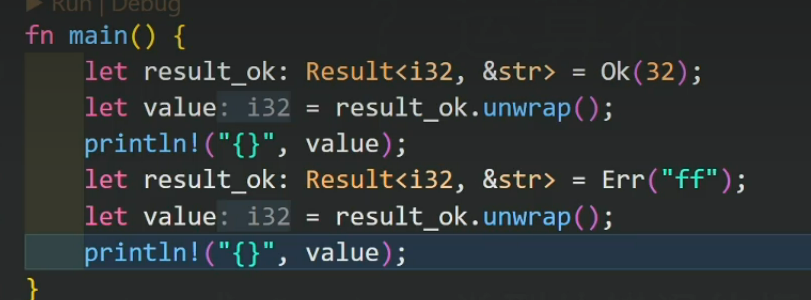 ▶ Run | Debug
fn main() {
    let result_ok: Result<i32, &str> = Ok(32);
    let value: i32 = result_ok.unwrap();
    println!("{}", value);
    let result_ok: Result<i32, &str> = Err("ff");
    let value: i32 = result_ok.unwrap();
    println!("{}", value);
}